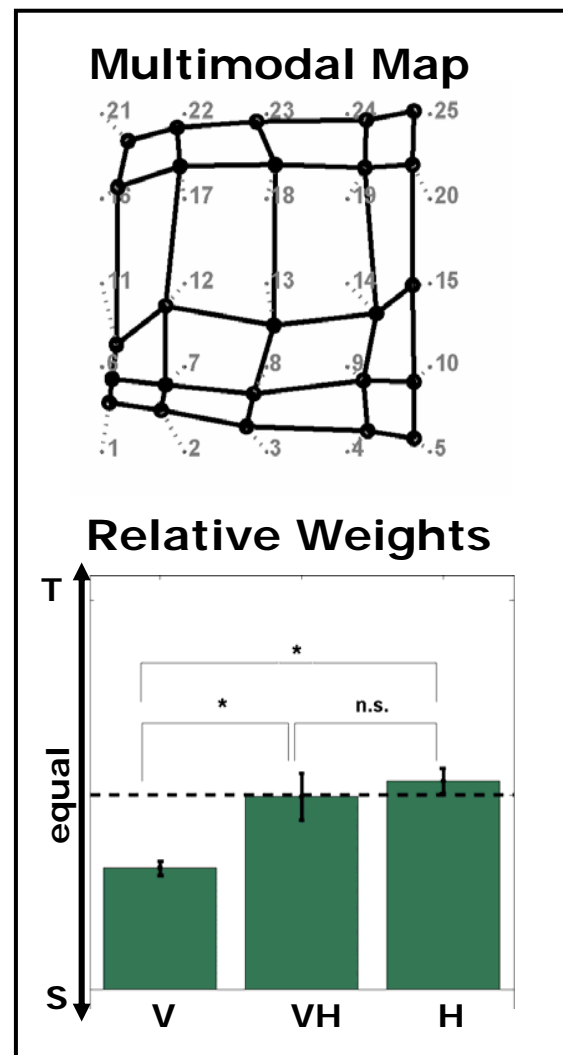 Multimodal Map
.21 .22 .23 .24 .25
.16 .17 .18 .19 .20
.11 .12 .13 .14 .15
.6 .7 .8 .9 .10
.1 .2 .3 .4 .5
Relative Weights
T
*
* n.s.
equal
S
V VH H